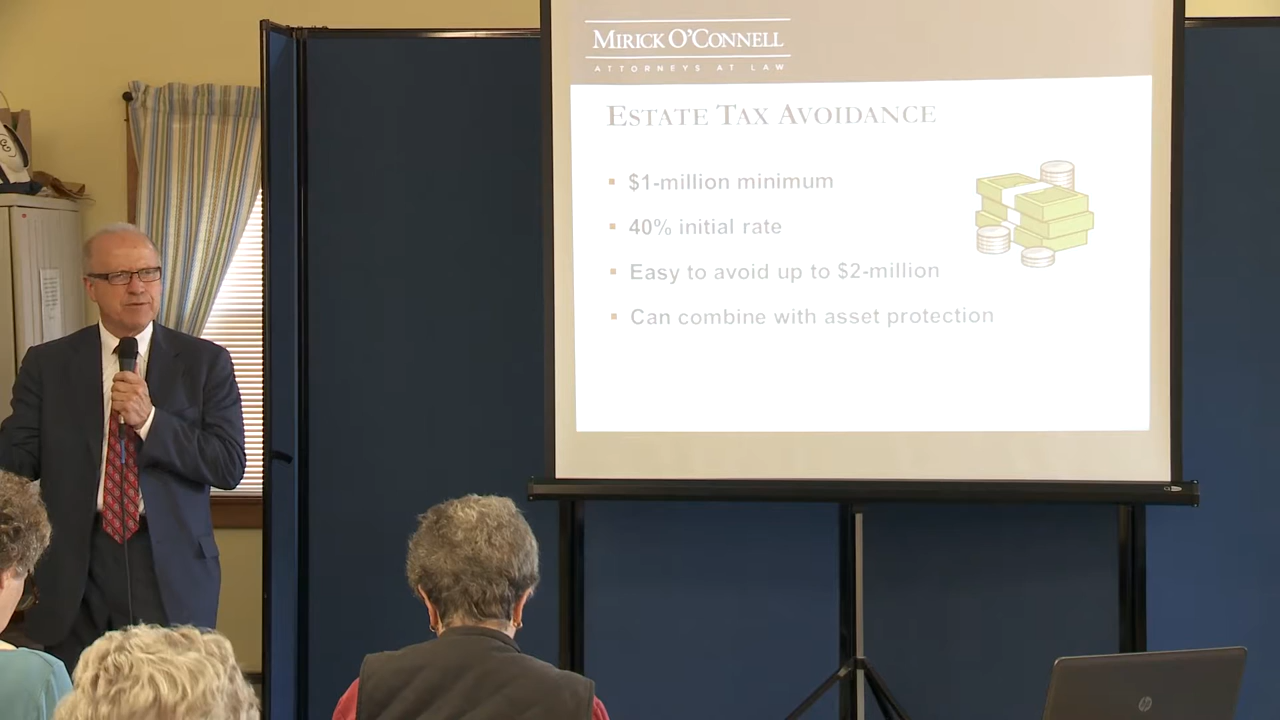 MIRICK O'CONNELL
ATTORNEYS AT LAW
ESTATE TAX AVOIDANCE
$1-million minimum
40% initial rate
Easy to avoid up to $2-million
Can combine with asset protection
hp